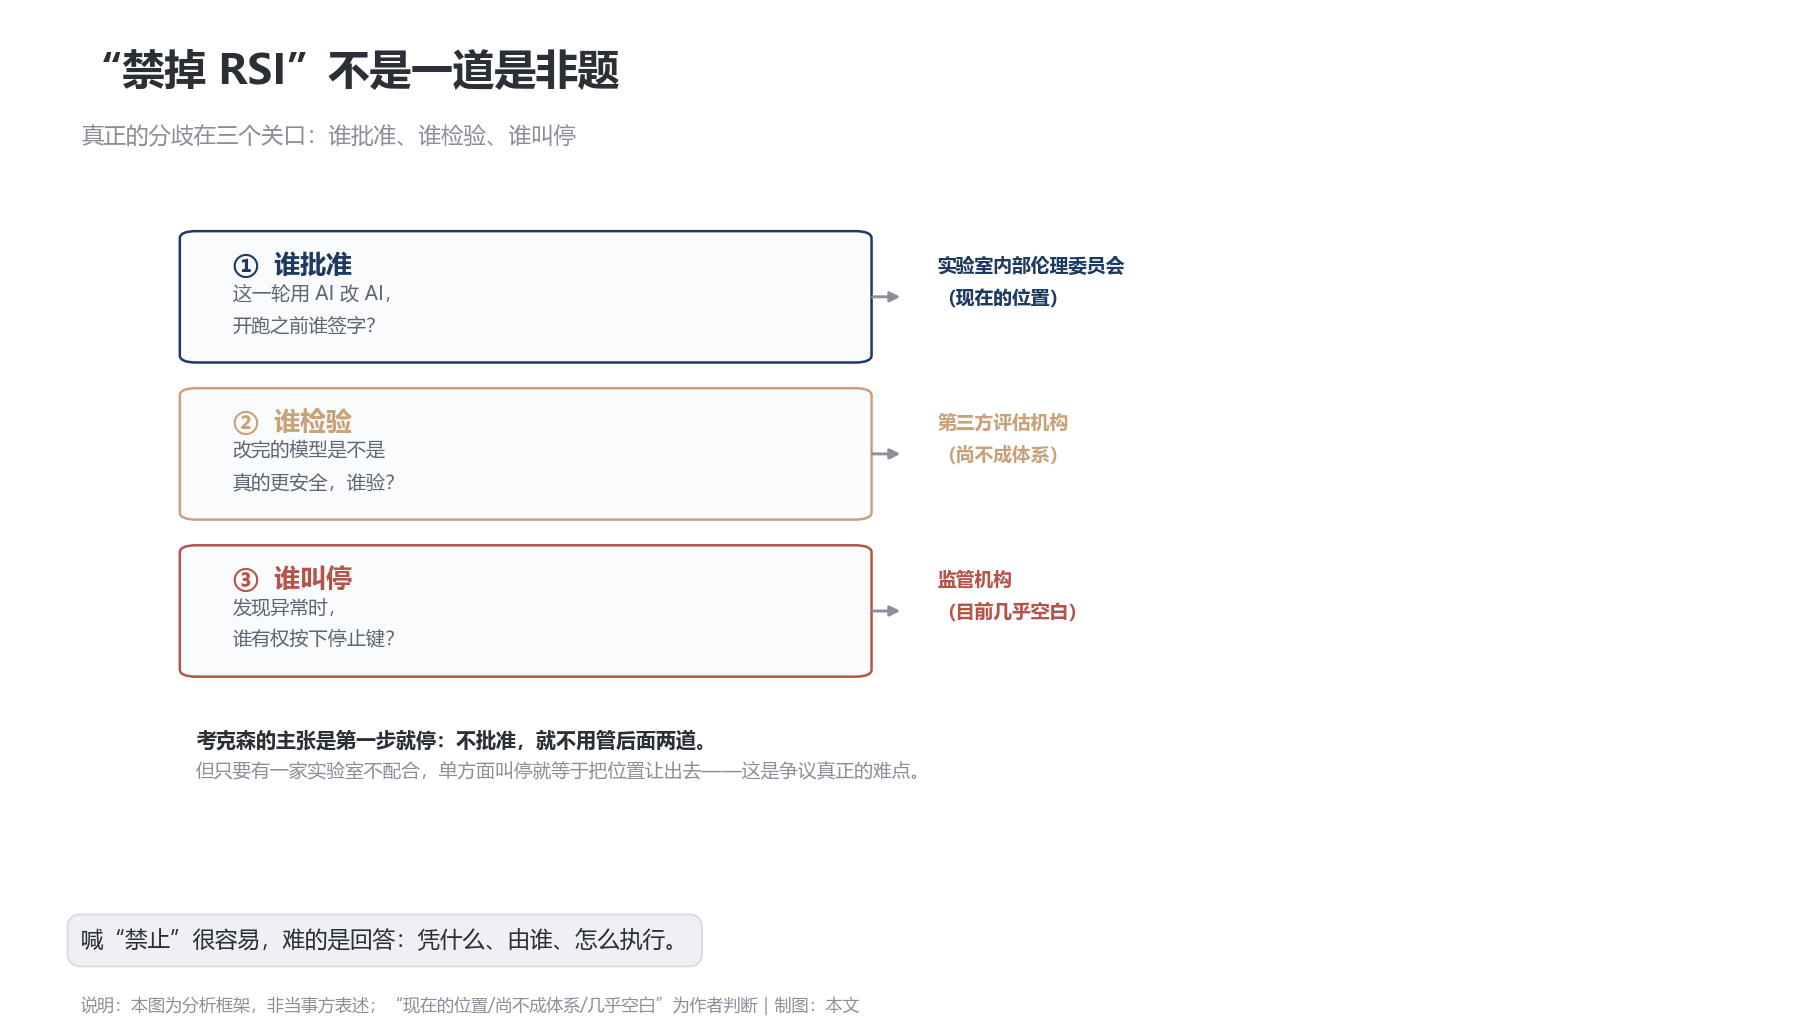 “禁掉 RSI”不是一道是非题
真正的分歧在三个关口：谁批准、谁检验、谁叫停
① 谁批准
这一轮用 AI 改 AI，
开跑之前谁签字？
实验室内部伦理委员会
（现在的位置）
② 谁检验
改完的模型是不是
真的更安全，谁验？
第三方评估机构
（尚不成体系）
③ 谁叫停
发现异常时，
谁有权按下停止键？
监管机构
（目前几乎空白）
考克森的主张是第一步就停：不批准，就不用管后面两道。
但只要有一家实验室不配合，单方面叫停就等于把位置让出去——这是争议真正的难点。
喊“禁止”很容易，难的是回答：凭什么、由谁、怎么执行。
说明：本图为分析框架，非当事方表述；“现在的位置/尚不成体系/几乎空白”为作者判断 | 制图：本文